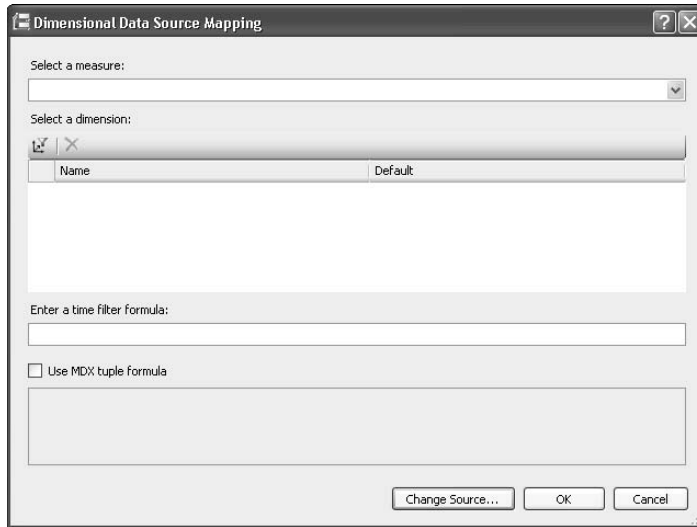 Dimensional Data Source Mapping
Select a measure:
Select a dimension:
Name Default
Enter a time filter formula:
Use MDX tuple formula
Change Source... OK Cancel